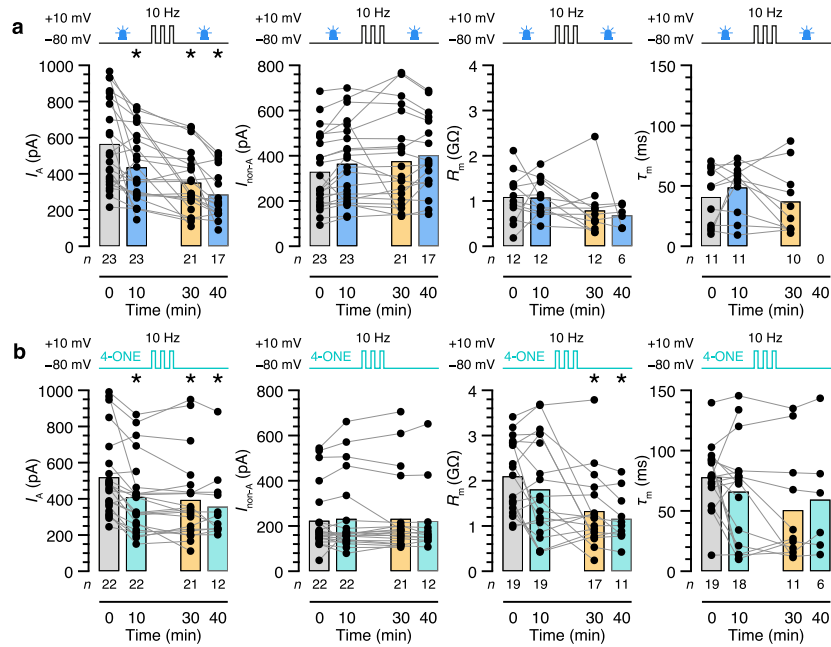 a
10 Hz 10 Hz 10 Hz 10 Hz
+10 mV +10 mV +10 mV +10 mV
−80 mV −80 mV −80 mV −80 mV
* * *
1000 800 4 150
800 600 3 100
600 400 2 50
400 200 1 0
200 0 0
0
I_A (pA) I_non-A (pA) R_m (GΩ) τ_m (ms)
n 23 23 21 17 23 23 21 17 12 12 12 6 11 11 10 0
0 10 30 40 0 10 30 40 0 10 30 40 0 10 30 40
Time (min) Time (min) Time (min) Time (min)
b
10 Hz 10 Hz 10 Hz 10 Hz
+10 mV +10 mV +10 mV +10 mV
4-ONE 4-ONE 4-ONE 4-ONE
−80 mV −80 mV −80 mV −80 mV
* * * * *
1000 800 4 150
800 600 3 100
600 400 2 50
400 200 1 0
200 0 0
0
I_A (pA) I_non-A (pA) R_m (GΩ) τ_m (ms)
n 22 22 21 12 22 22 21 12 19 19 17 11 19 18 11 6
0 10 30 40 0 10 30 40 0 10 30 40 0 10 30 40
Time (min) Time (min) Time (min) Time (min)